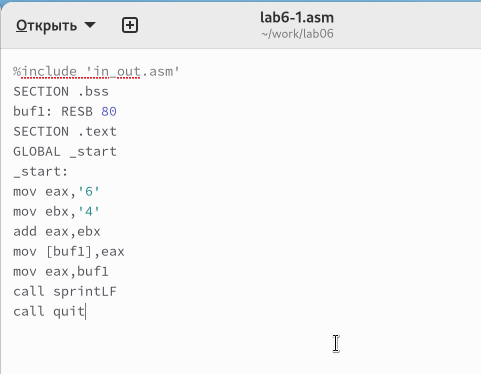 Открыть
lab6-1.asm
~/work/lab06
%include 'in_out.asm'
SECTION .bss
buf1: RESB 80
SECTION .text
GLOBAL _start
_start:
mov eax,'6'
mov ebx,'4'
add eax,ebx
mov [buf1],eax
mov eax,buf1
call sprintLF
call quit